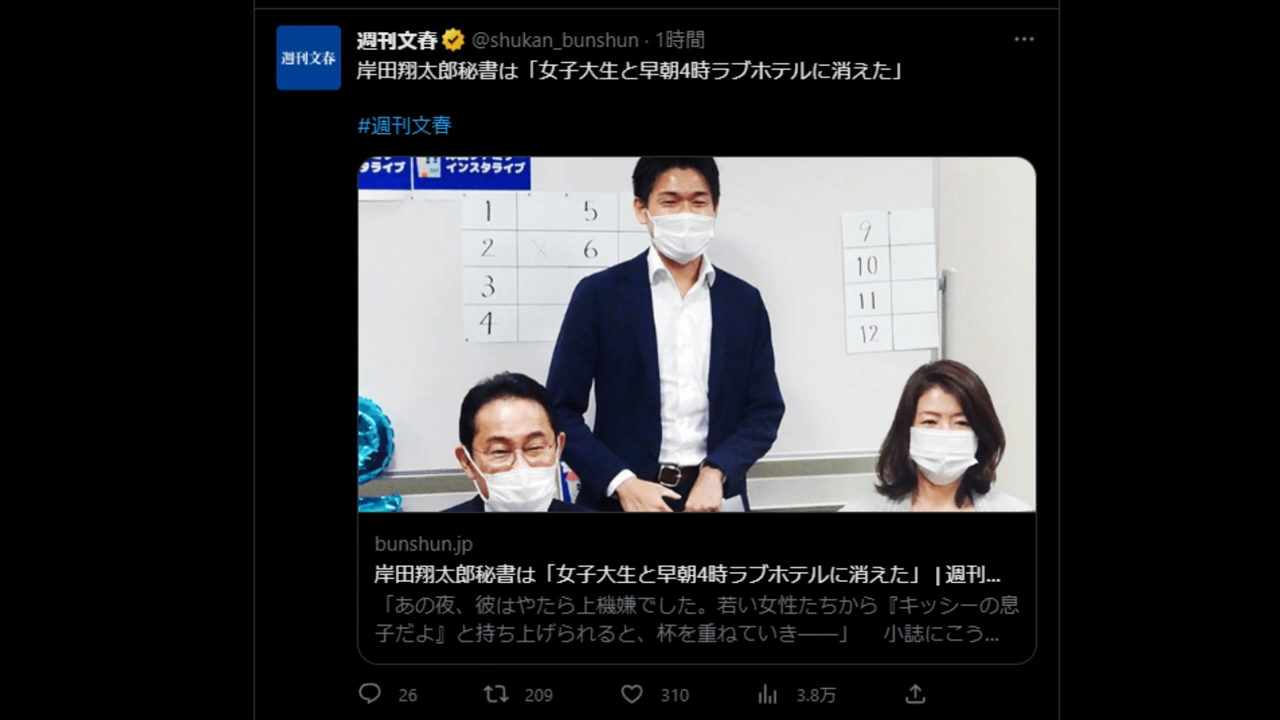 週刊文春
週刊文春 @shukan_bunshun · 1時間
岸田翔太郎秘書は「女子大生と早朝4時ラブホテルに消えた」
#週刊文春
ライブ
インスタライブ
1 5
2 X 6
3
4
9
10
11
12
bunshun.jp
岸田翔太郎秘書は「女子大生と早朝4時ラブホテルに消えた」 | 週刊...
「あの夜、彼はやたら上機嫌でした。若い女性たちから『キッシーの息
子だよ』と持ち上げられると、杯を重ねていき――」 小誌にこう...
26 209 310 3.8万